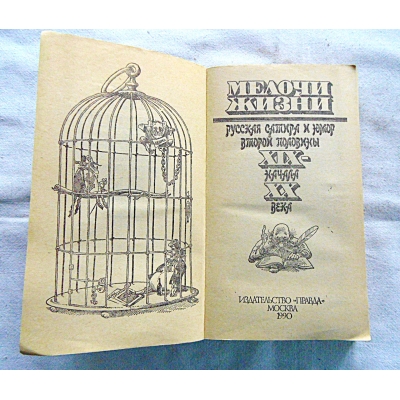 МЕЛОЧИ
ЖИЗНИ
РУССКАЯ САТИРА И ЮМОР
ВТОРОЙ ПОЛОВИНЫ
XIX-
НАЧАЛА
XX
ВЕКА
ИЗДАТЕЛЬСТВО «ПРАВДА»
МОСКВА
1990